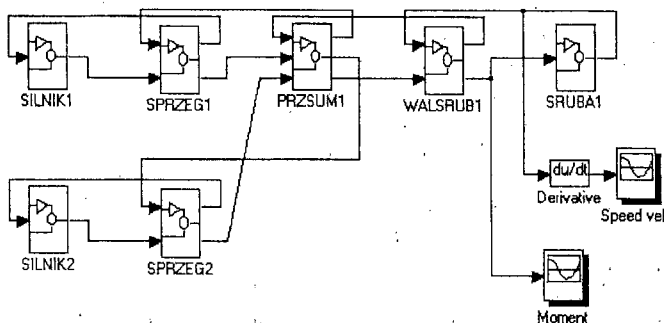 SILNIK1
SPRZEG1
PRZSUM1
WALSRUB1
SRUBA1
du/dt
Derivative
Speed vel
SILNIK2
SPRZEG2
Moment